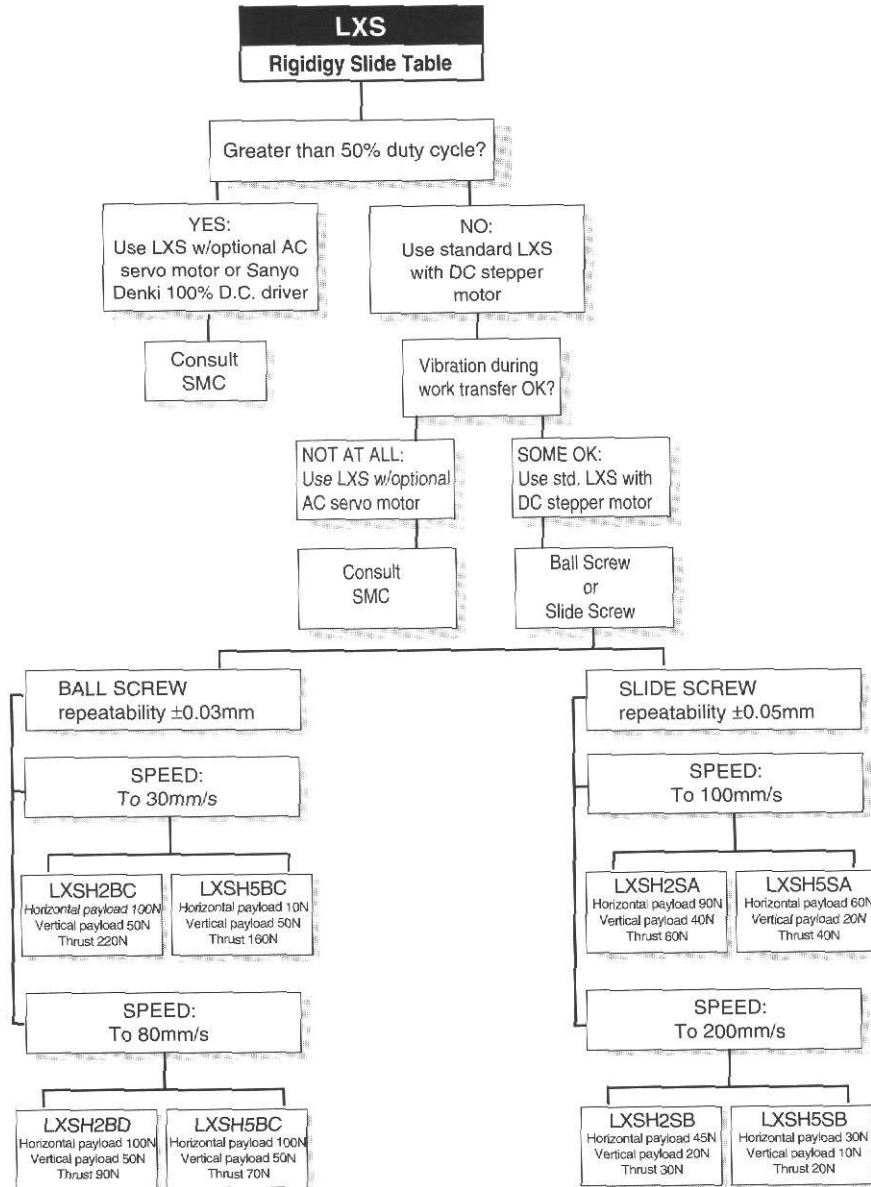 LXS
Rigidigy Slide Table
Greater than 50% duty cycle?
YES:
Use LXS w/optional AC
servo motor or Sanyo
Denki 100% D.C. driver
NO:
Use standard LXS
with DC stepper
motor
Consult
SMC
Vibration during
work transfer OK?
NOT AT ALL:
Use LXS w/optional
AC servo motor
SOME OK:
Use std. LXS with
DC stepper motor
Consult
SMC
Ball Screw
or
Slide Screw
BALL SCREW
repeatability ±0.03mm
SLIDE SCREW
repeatability ±0.05mm
SPEED:
To 30mm/s
SPEED:
To 100mm/s
LXSH2BC
Horizontal payload 100N
Vertical payload 50N
Thrust 220N
LXSH5BC
Horizontal payload 10N
Vertical payload 50N
Thrust 160N
LXSH2SA
Horizontal payload 90N
Vertical payload 40N
Thrust 60N
LXSH5SA
Horizontal payload 60N
Vertical payload 20N
Thrust 40N
SPEED:
To 80mm/s
SPEED:
To 200mm/s
LXSH2BD
Horizontal payload 100N
Vertical payload 50N
Thrust 90N
LXSH5BC
Horizontal payload 100N
Vertical payload 50N
Thrust 70N
LXSH2SB
Horizontal payload 45N
Vertical payload 20N
Thrust 30N
LXSH5SB
Horizontal payload 30N
Vertical payload 10N
Thrust 20N